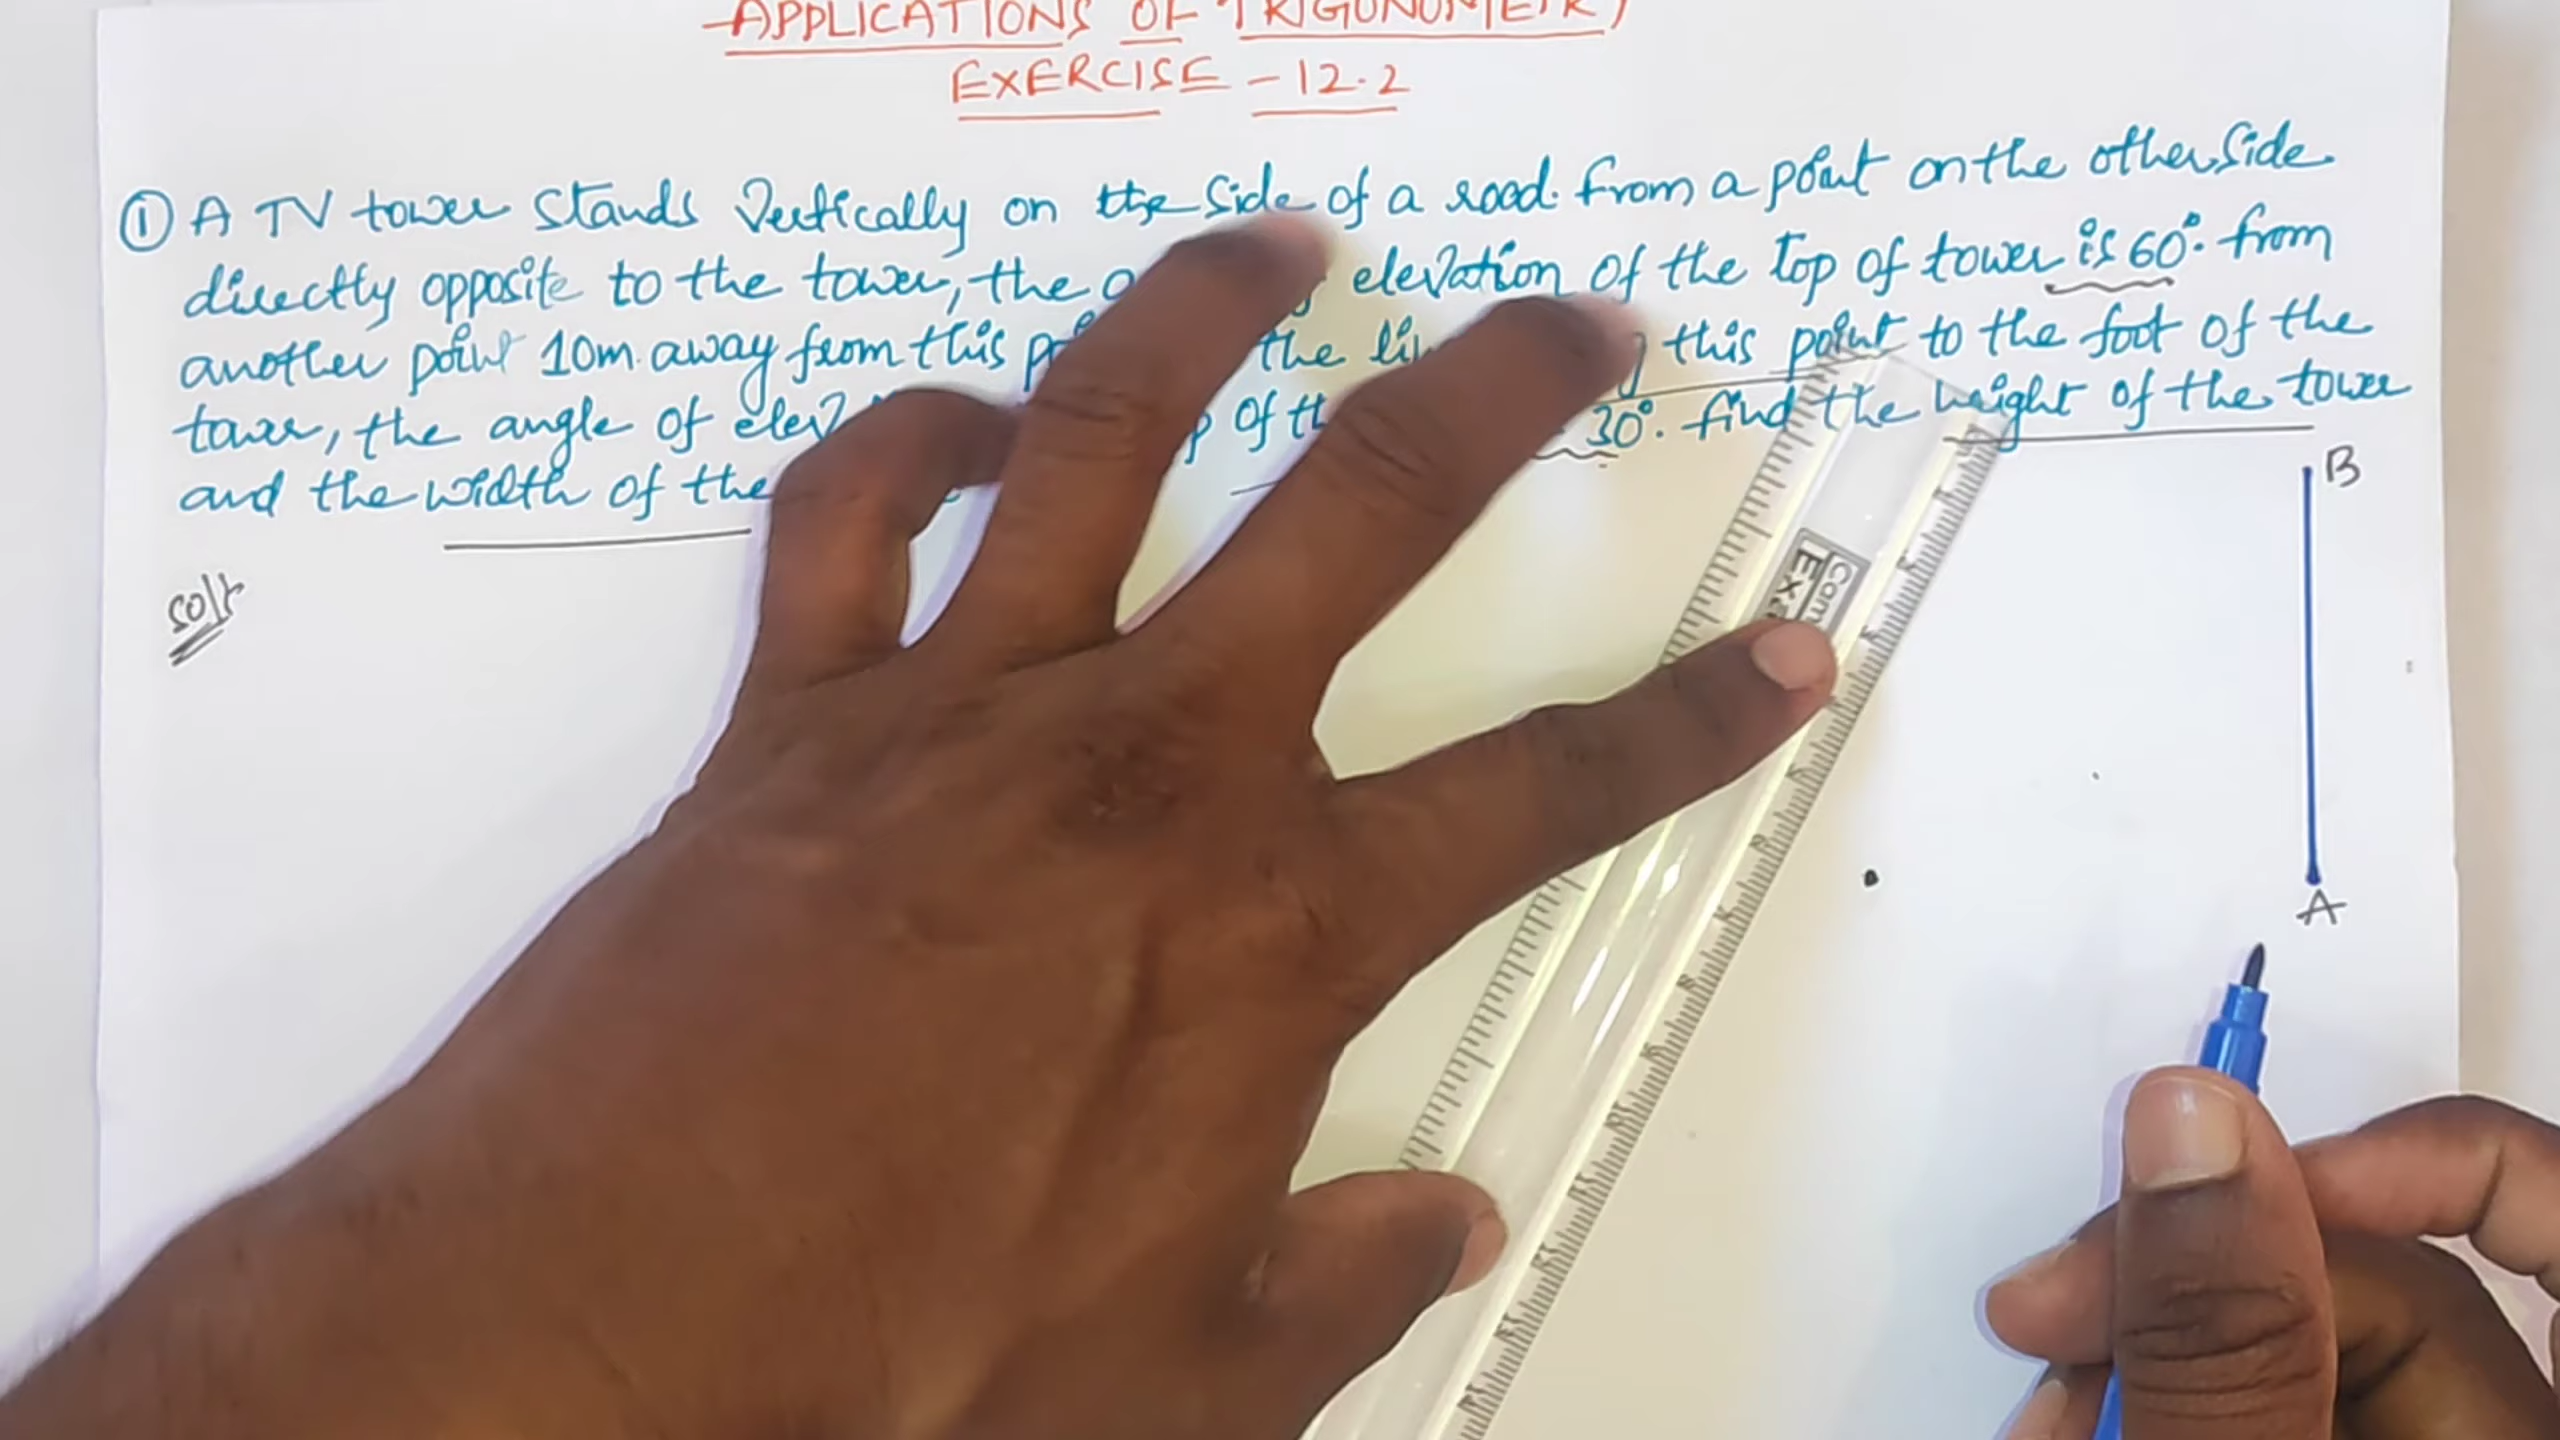 APPLICATIONS OF TRIGONOMETRY
EXERCISE - 12.2
① A TV tower stands Vertically on the side of a road. from a point on the other side
directly opposite to the tower, the elevation of the top of tower is 60°. from
another point 10m away from this the this point to the foot of the
tower, the angle of of 30°. find the height of the tower
and the width of the
Sol:
B
A
Cam
Exa